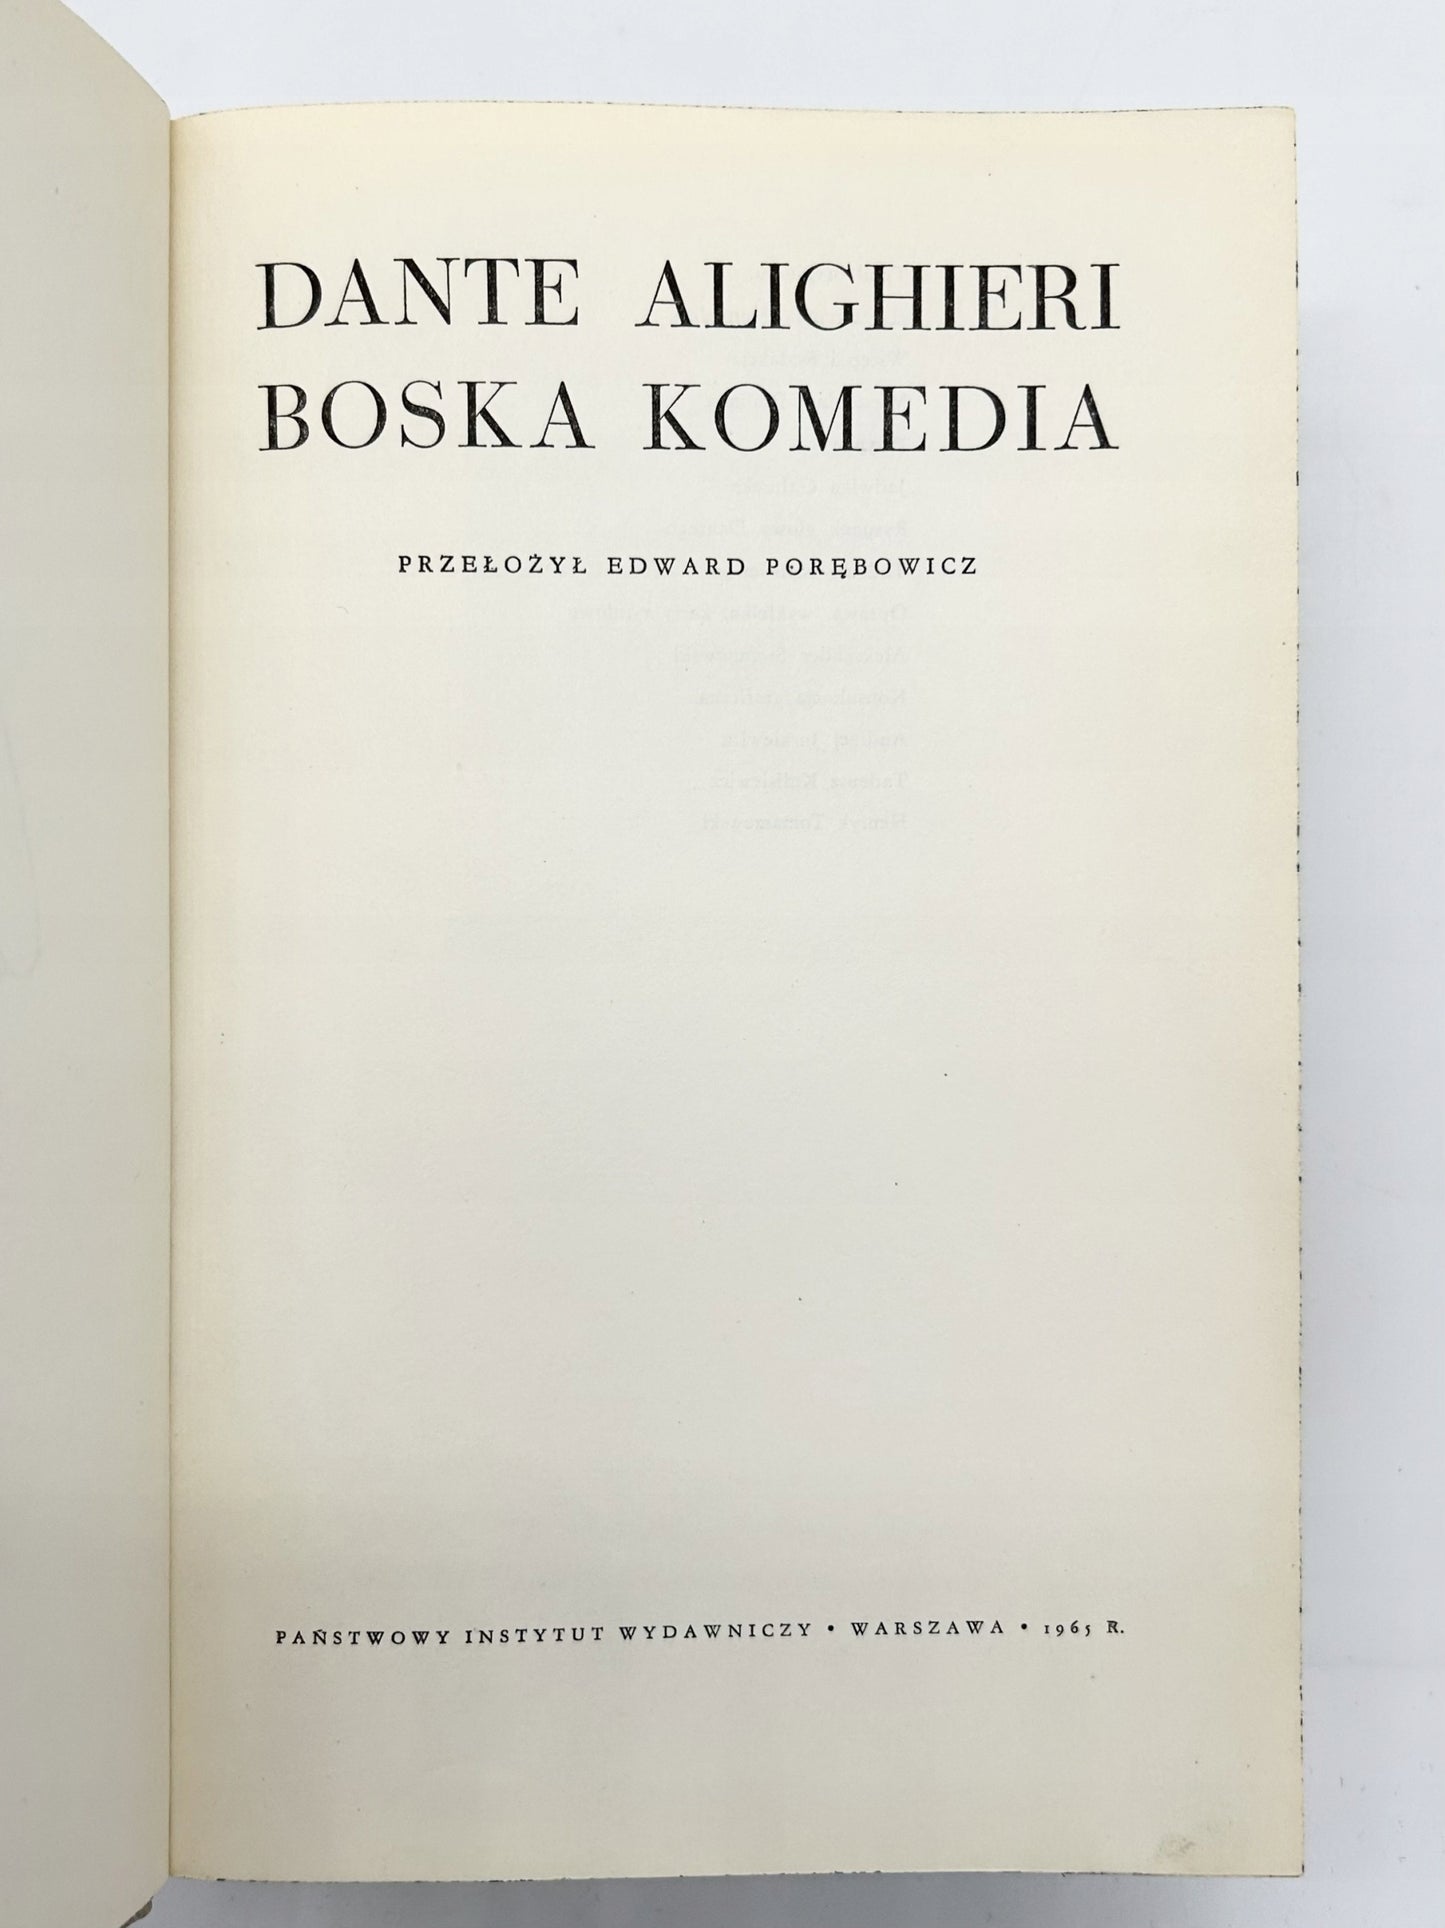 DANTE ALIGHIERI
BOSKA KOMEDIA
PRZEŁOŻYŁ EDWARD PORĘBOWICZ
PAŃSTWOWY INSTYTUT WYDAWNICZY • WARSZAWA • 1965 R.